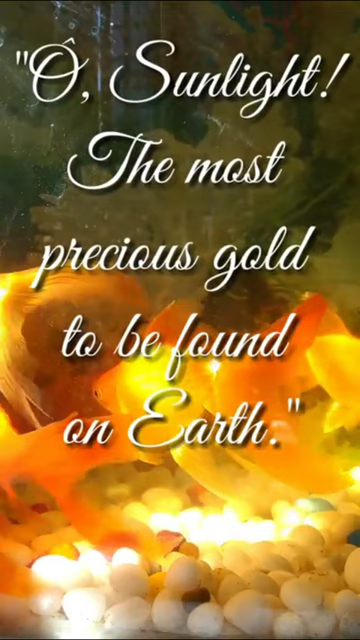 "Ô, Sunlight!
The most
precious gold
to be found
on Earth."